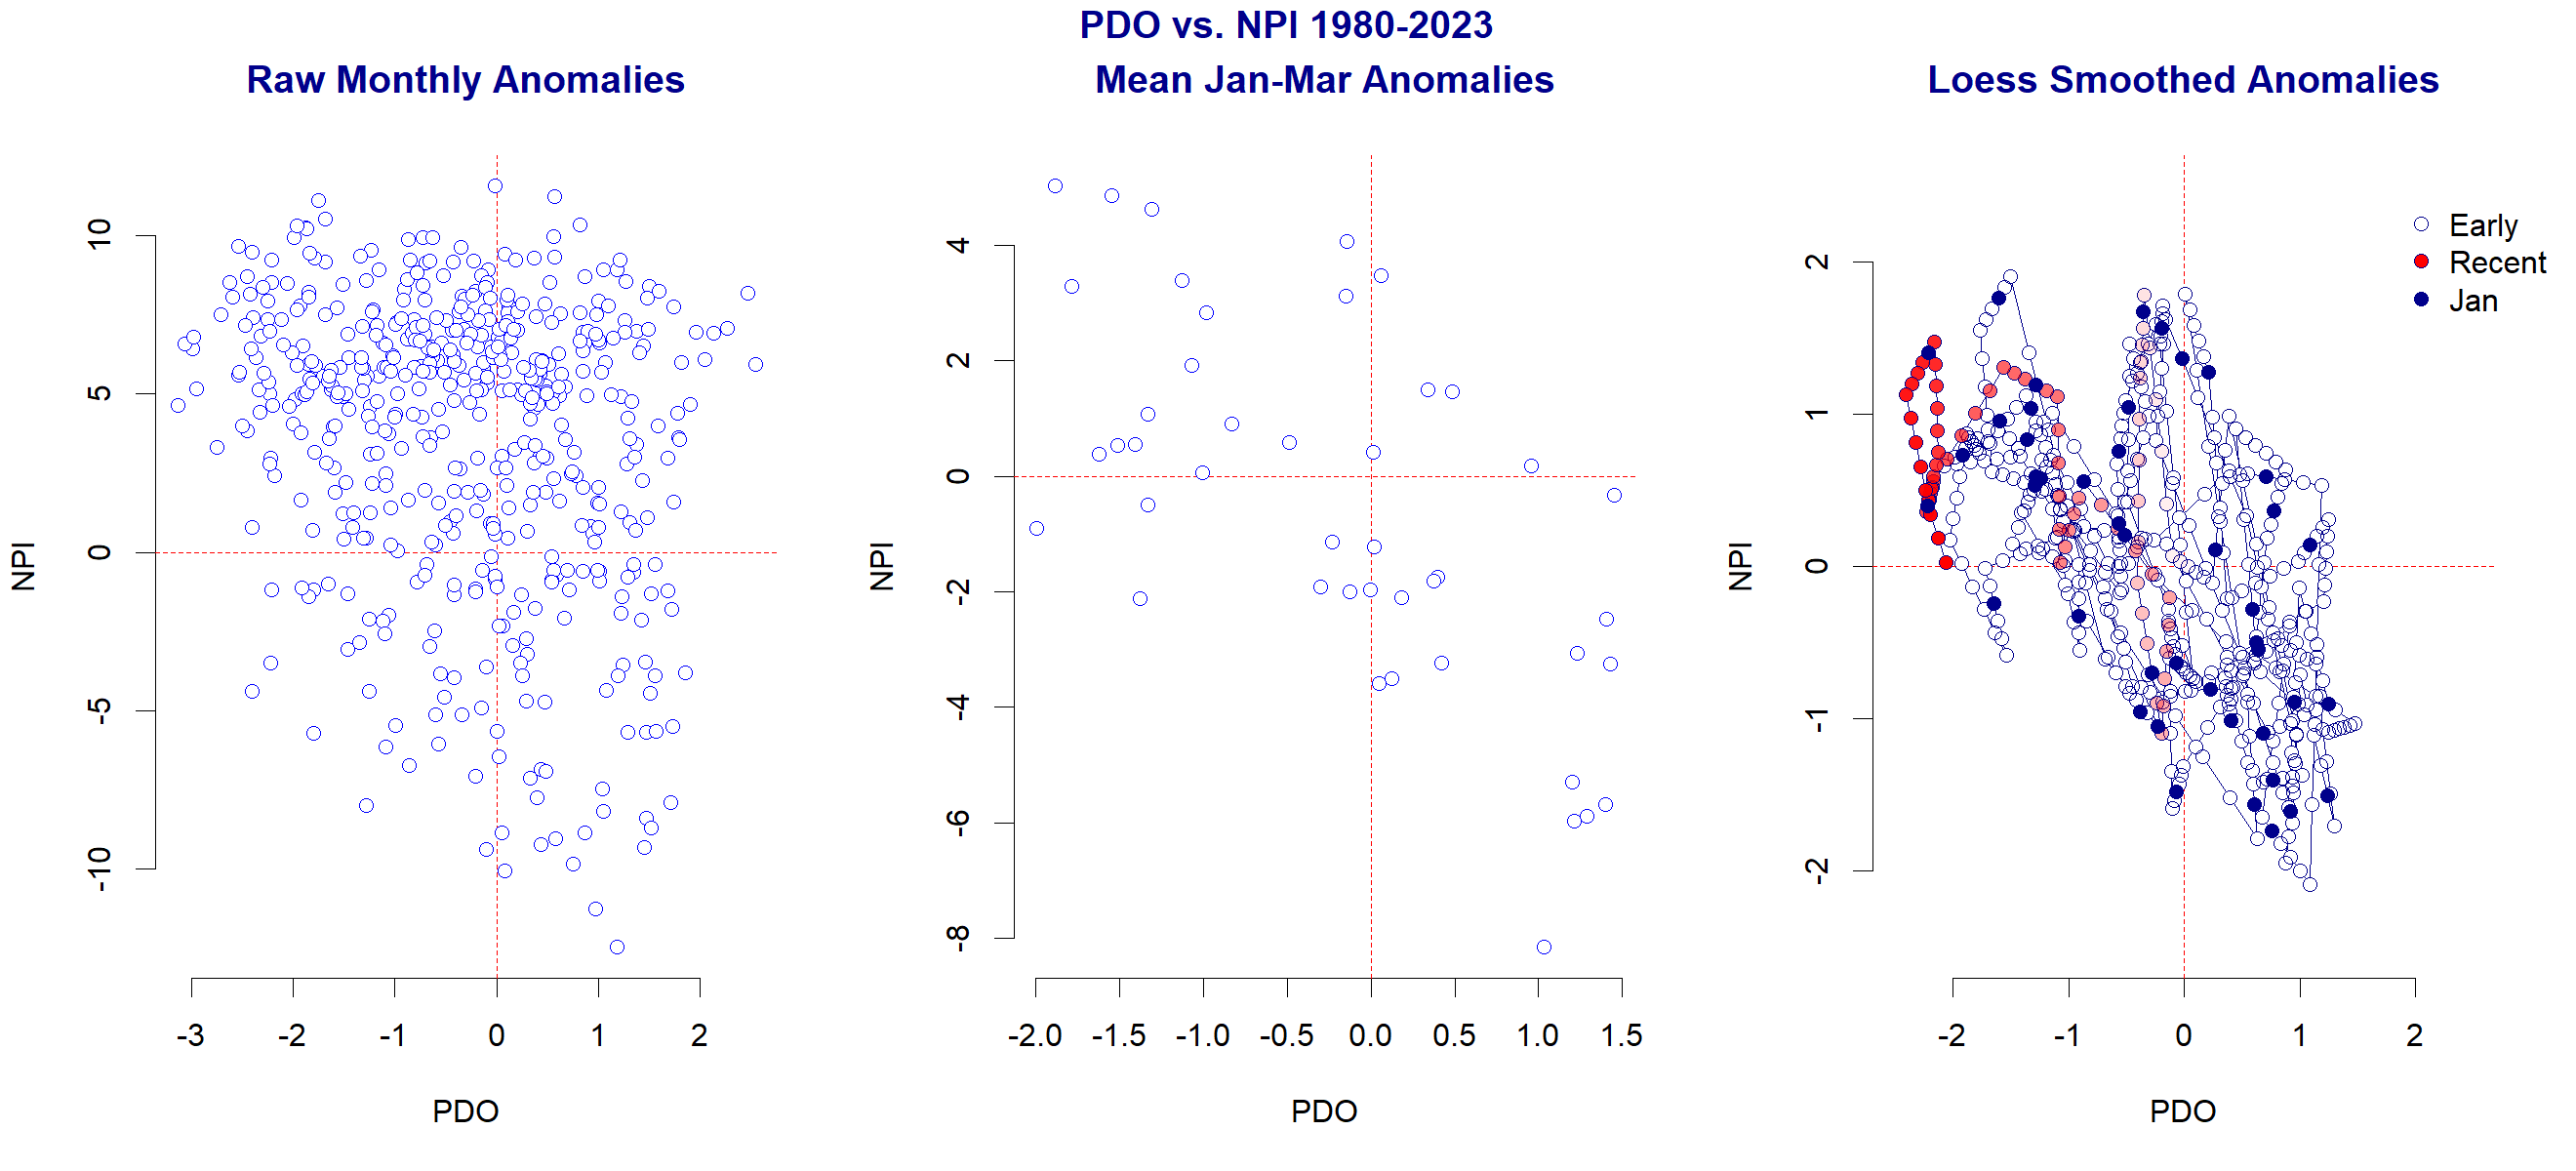 PDO vs. NPI 1980-2023
Raw Monthly Anomalies
Mean Jan-Mar Anomalies
Loess Smoothed Anomalies
NPI
10
5
0
-5
-10
-3 -2 -1 0 1 2
PDO
NPI
4
2
0
-2
-4
-6
-8
-2.0 -1.5 -1.0 -0.5 0.0 0.5 1.0 1.5
PDO
NPI
2
1
0
-1
-2
-2 -1 0 1 2
PDO
Early
Recent
Jan